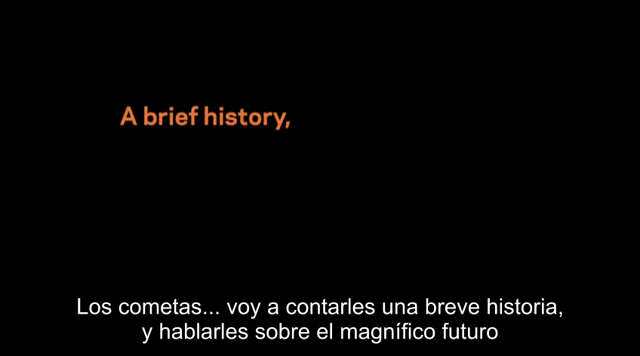 A brief history,
Los cometas... voy a contarles una breve historia,
y hablarles sobre el magnífico futuro